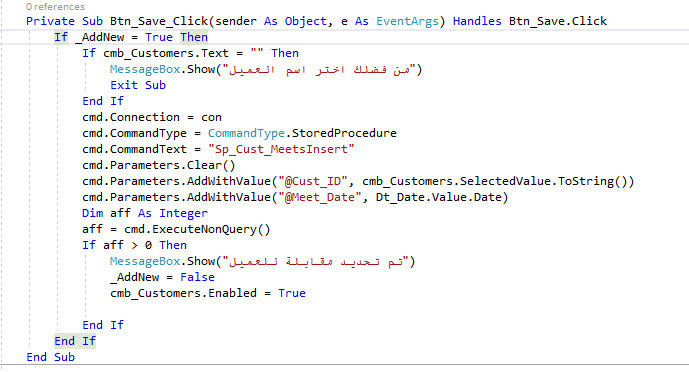 0 references
Private Sub Btn_Save_Click(sender As Object, e As EventArgs) Handles Btn_Save.Click
If _AddNew = True Then
If cmb_Customers.Text = "" Then
MessageBox.Show("من فضلك اختر اسم العميل")
Exit Sub
End If
cmd.Connection = con
cmd.CommandType = CommandType.StoredProcedure
cmd.CommandText = "Sp_Cust_MeetsInsert"
cmd.Parameters.Clear()
cmd.Parameters.AddWithValue("@Cust_ID", cmb_Customers.SelectedValue.ToString())
cmd.Parameters.AddWithValue("@Meet_Date", Dt_Date.Value.Date)
Dim aff As Integer
aff = cmd.ExecuteNonQuery()
If aff > 0 Then
MessageBox.Show("تم تحديد مقابلة للعميل")
_AddNew = False
cmb_Customers.Enabled = True
End If
End If
End Sub